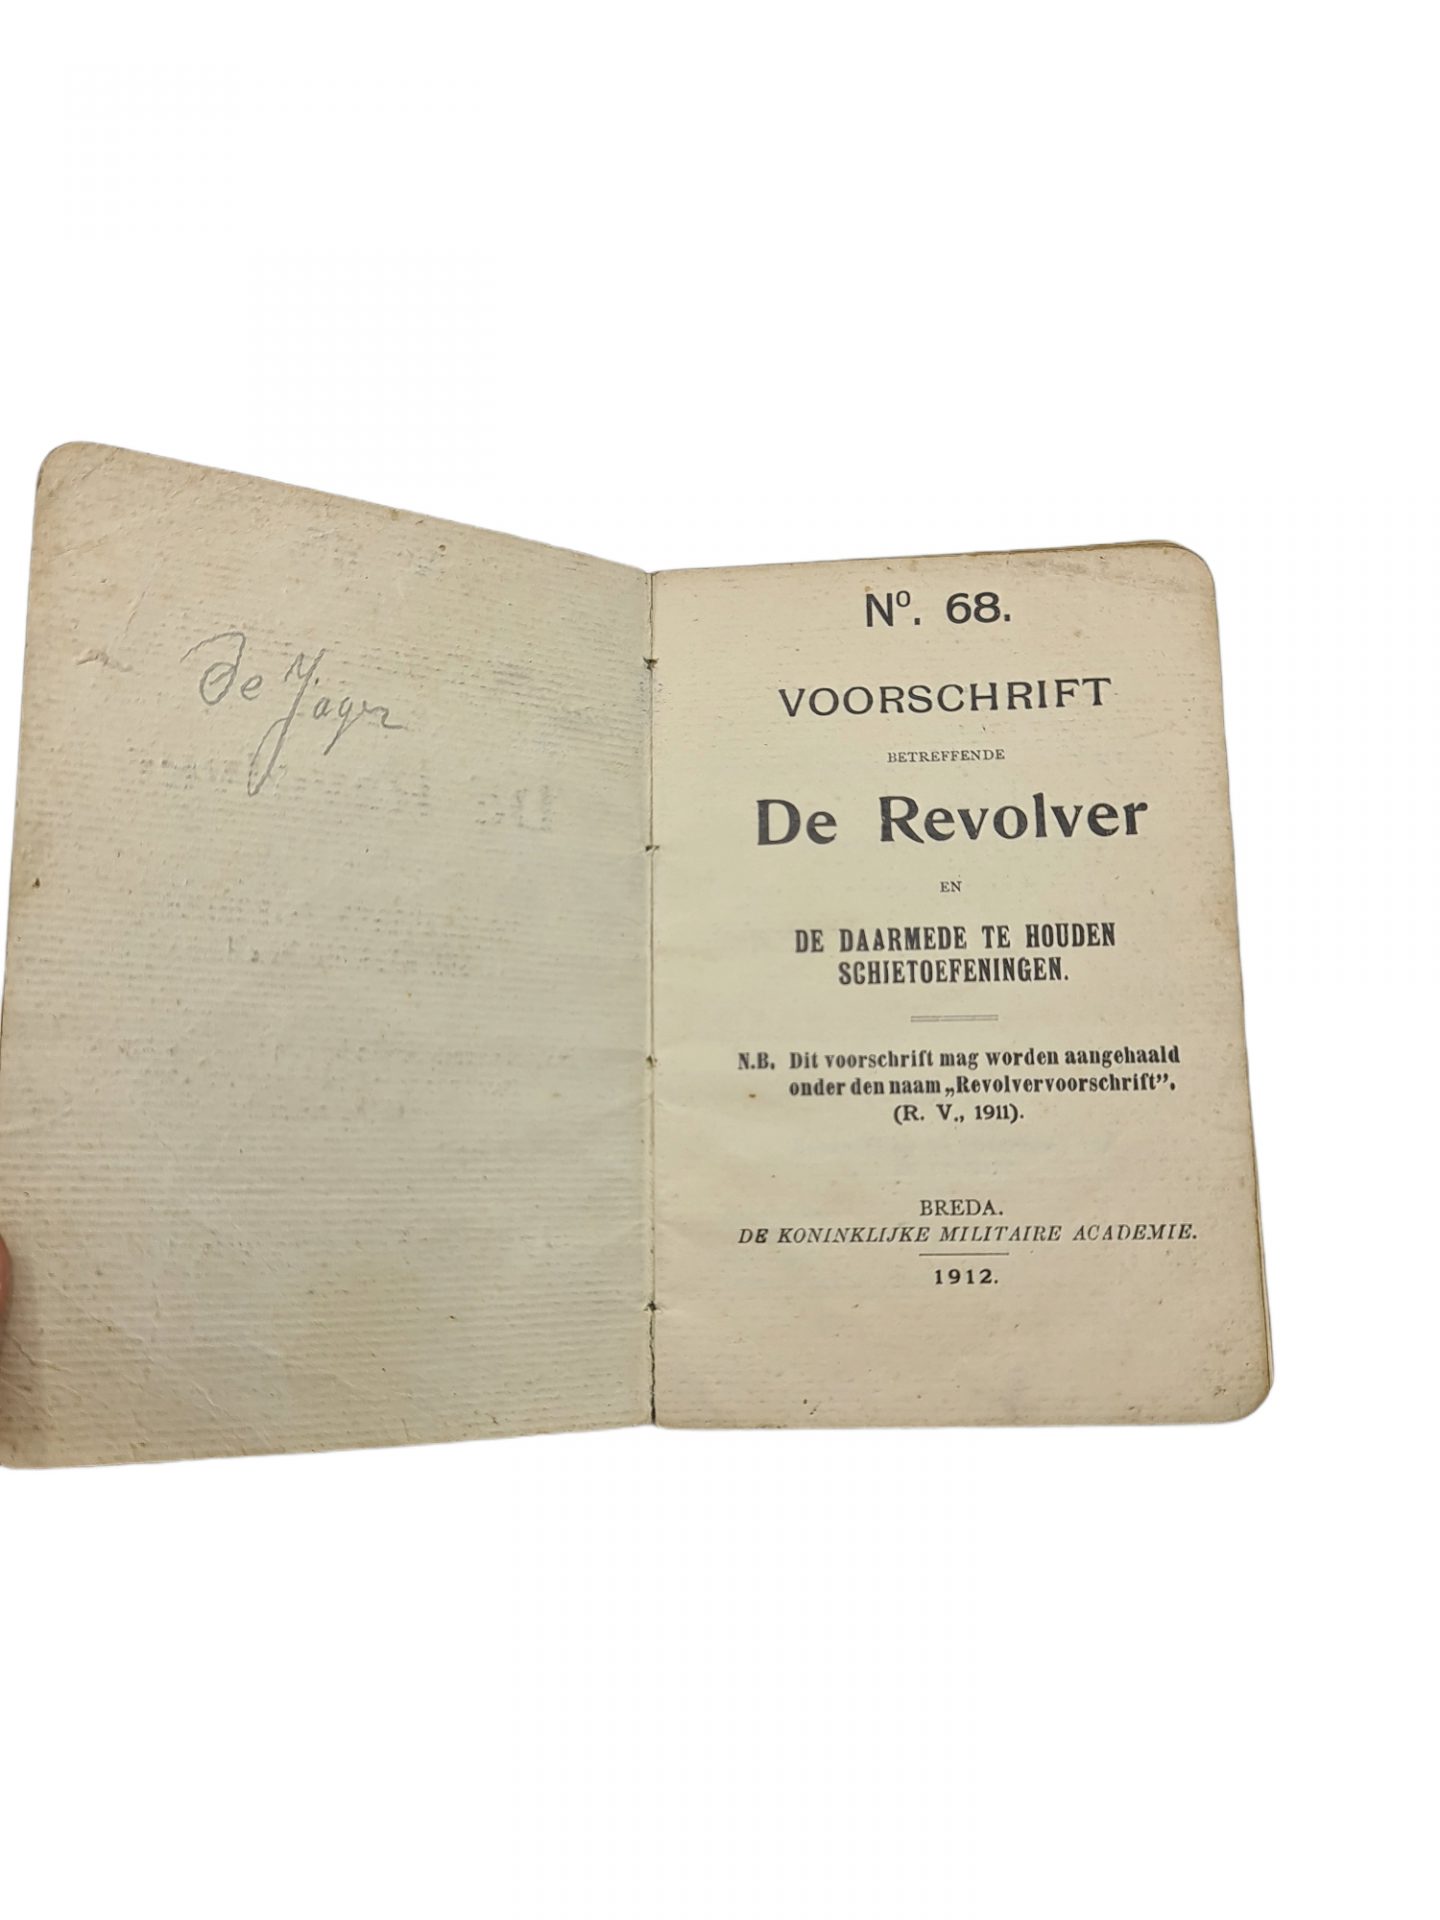 de Jager
Nº. 68.
VOORSCHRIFT
BETREFFENDE
De Revolver
EN
DE DAARMEDE TE HOUDEN
SCHIETOEFENINGEN.
N.B. Dit voorschrift mag worden aangehaald
onder den naam „Revolvervoorschrift”.
(R. V., 1911).
BREDA.
DE KONINKLIJKE MILITAIRE ACADEMIE.
1912.